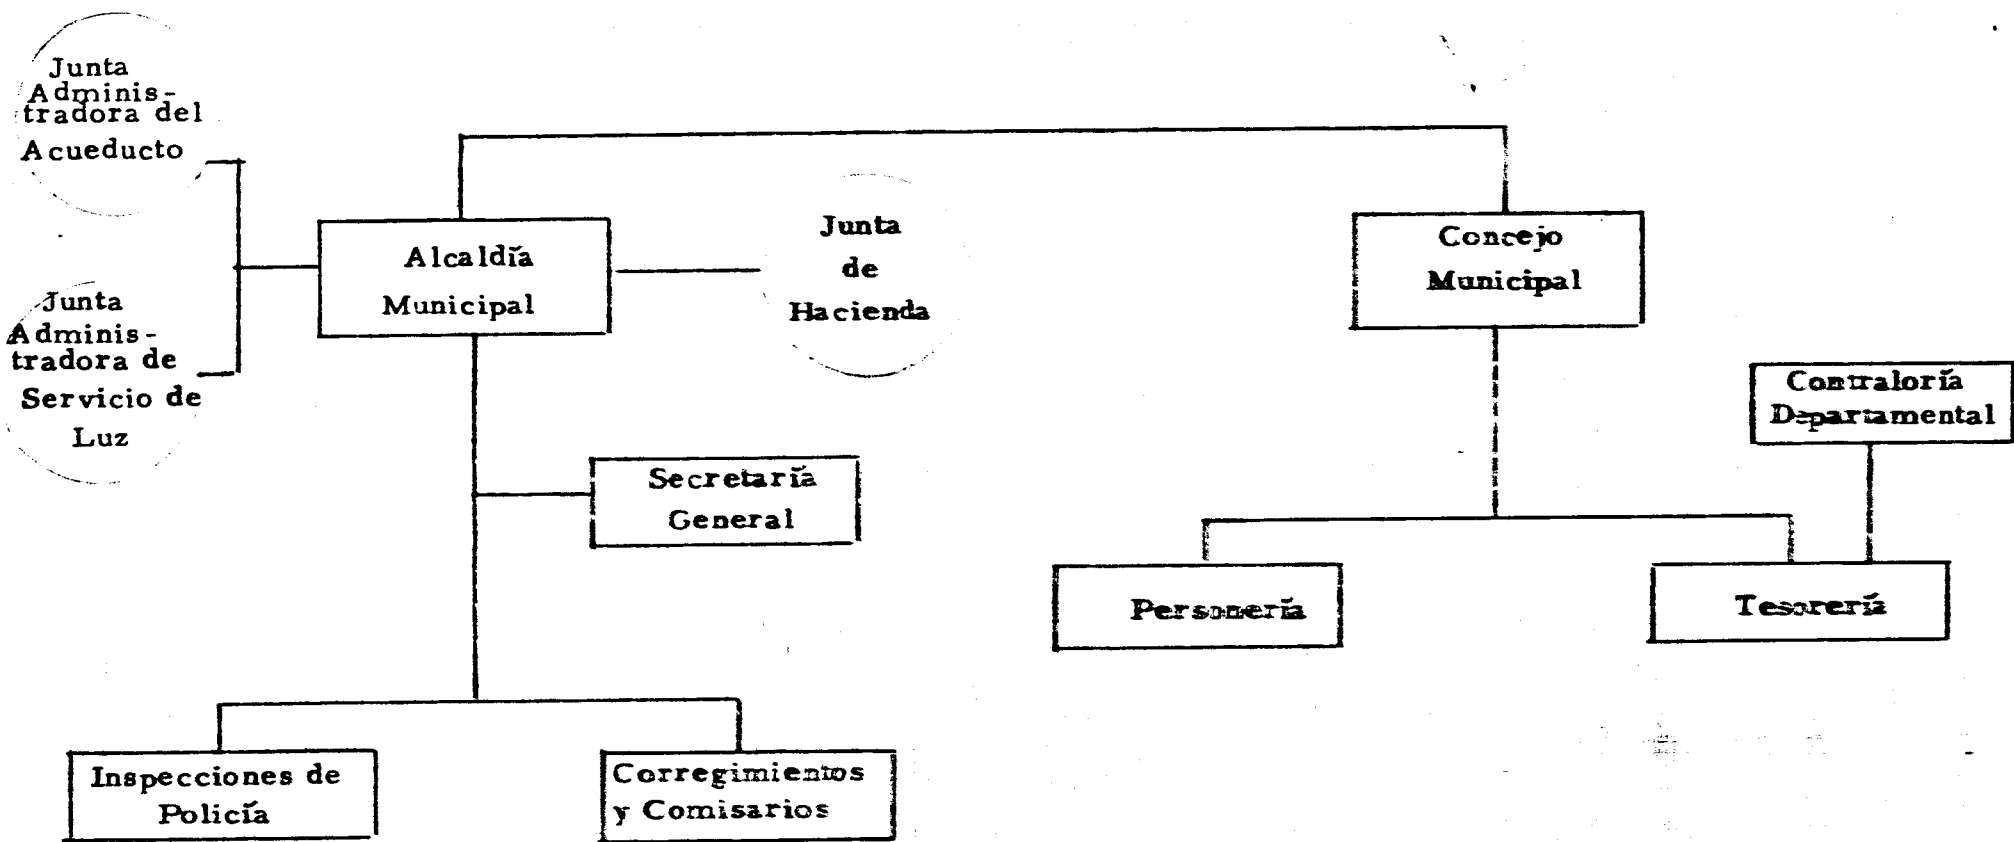 Junta
Adminis-
tradora del
Acueducto
Alcaldía
Municipal
Junta
de
Hacienda
Concejo
Municipal
Junta
Adminis-
tradora de
Servicio de
Luz
Contraloría
Departamental
Secretaría
General
Personería
Tesorería
Inspecciones de
Policía
Corregimientos
y Comisarios